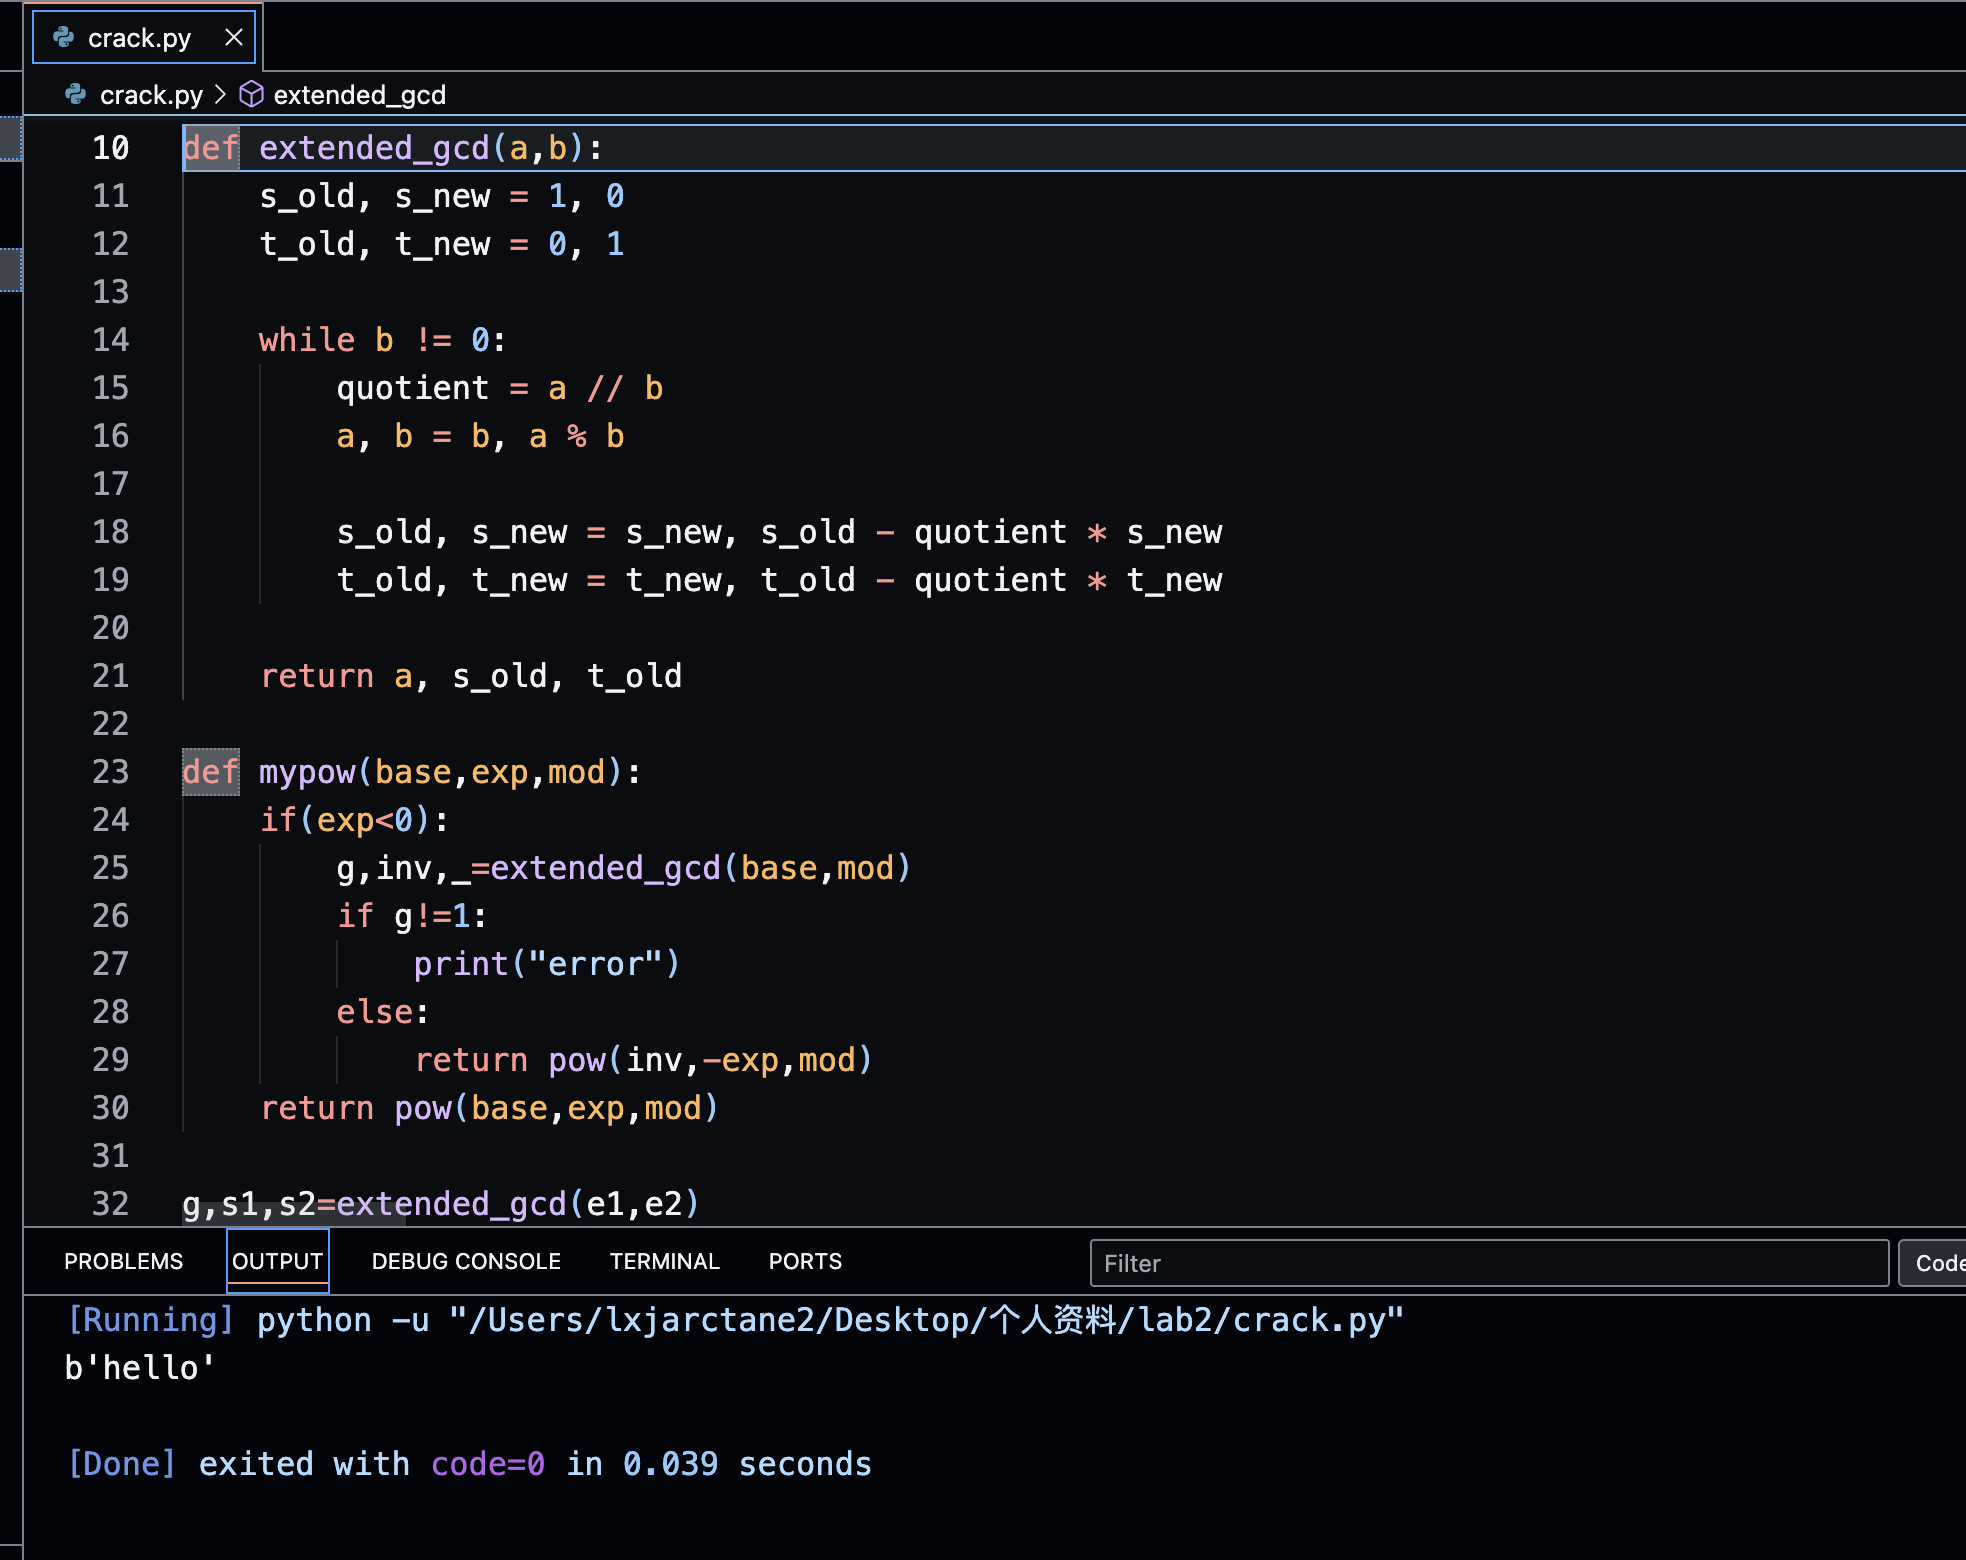 crack.py
crack.py > extended_gcd
10 def extended_gcd(a,b):
11     s_old, s_new = 1, 0
12     t_old, t_new = 0, 1
13
14     while b != 0:
15         quotient = a // b
16         a, b = b, a % b
17
18         s_old, s_new = s_new, s_old - quotient * s_new
19         t_old, t_new = t_new, t_old - quotient * t_new
20
21     return a, s_old, t_old
22
23 def mypow(base,exp,mod):
24     if(exp<0):
25         g,inv,_=extended_gcd(base,mod)
26         if g!=1:
27             print("error")
28         else:
29             return pow(inv,-exp,mod)
30     return pow(base,exp,mod)
31
32 g,s1,s2=extended_gcd(e1,e2)
PROBLEMS OUTPUT DEBUG CONSOLE TERMINAL PORTS Filter Code
[Running] python -u "/Users/lxjarctane2/Desktop/个人资料/lab2/crack.py"
b'hello'
[Done] exited with code=0 in 0.039 seconds